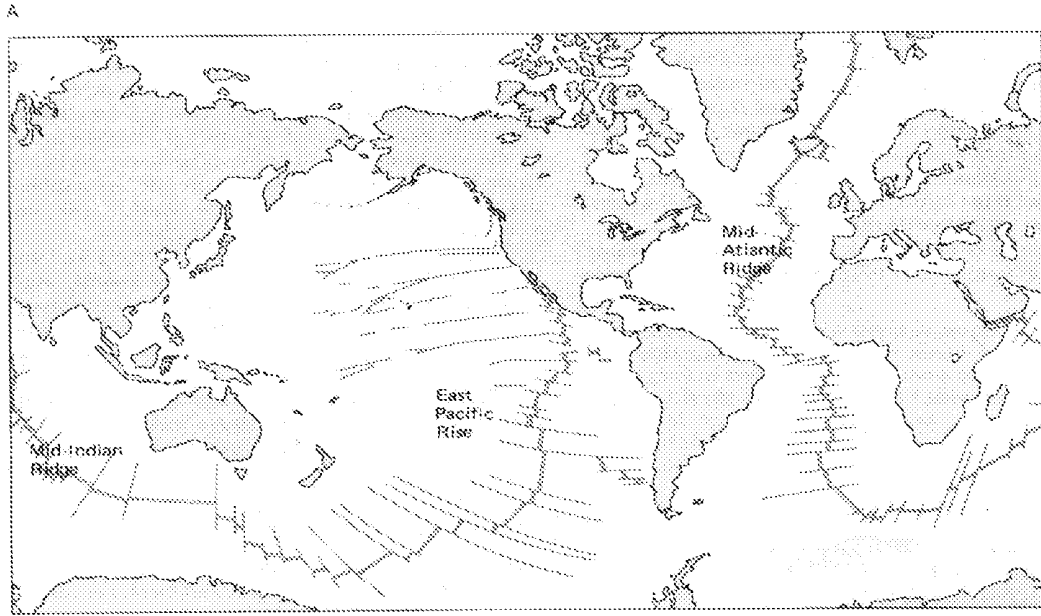 A
Mid-
Atlantic
Ridge
East
Pacific
Rise
Mid-Indian
Ridge